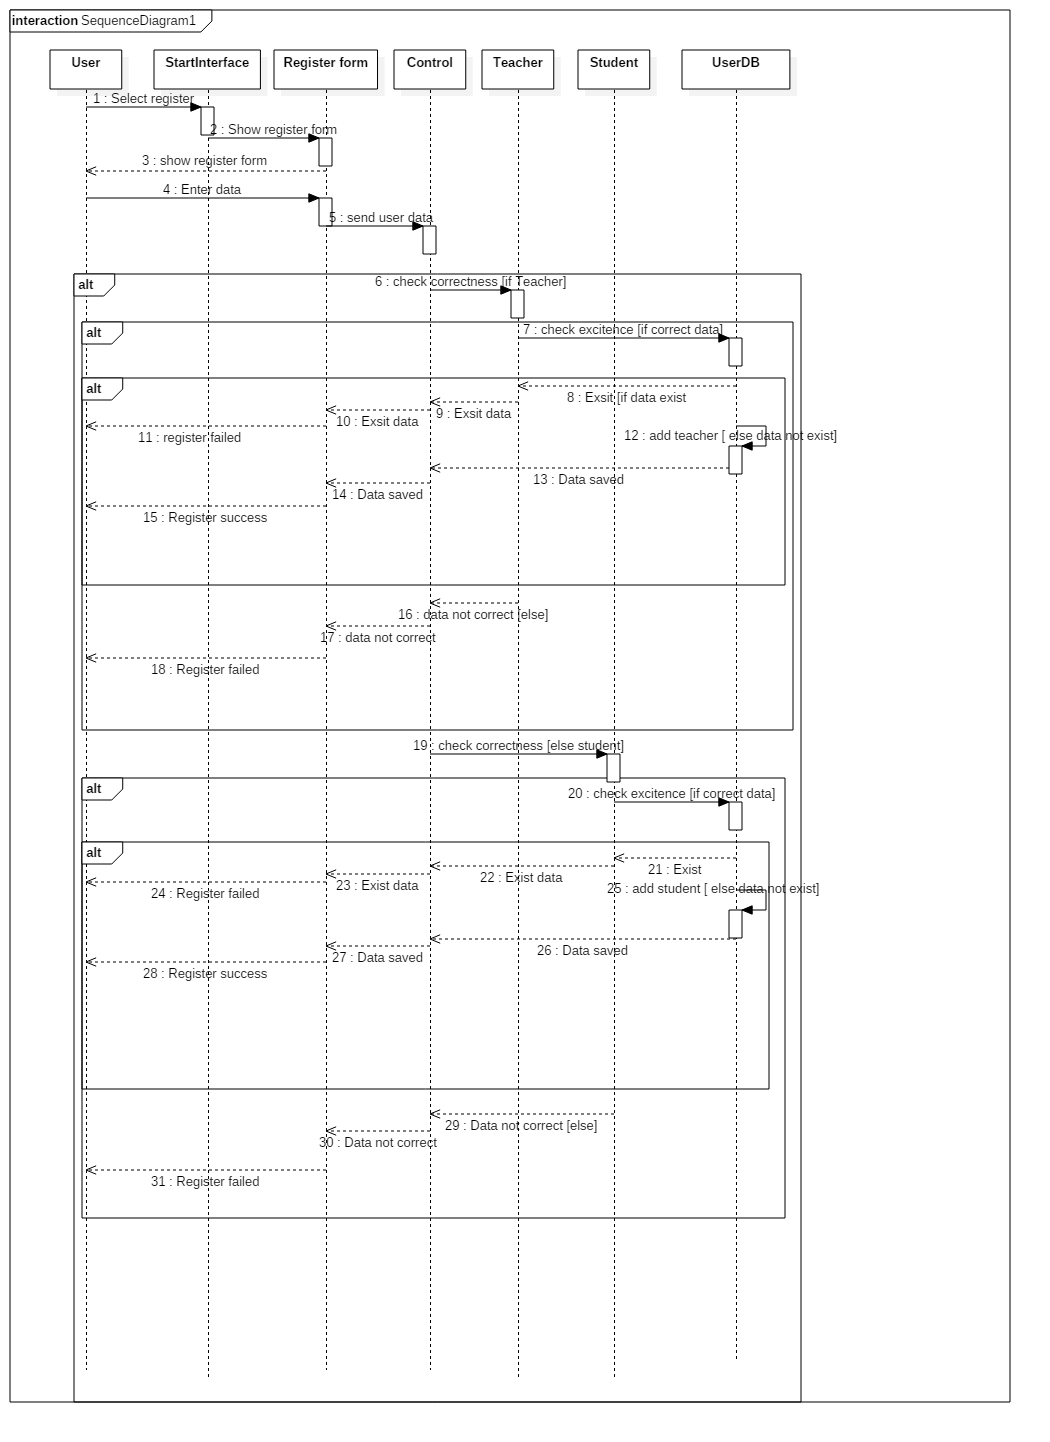 interaction SequenceDiagram1
User
StartInterface
Register form
Control
Teacher
Student
UserDB
1 : Select register
2 : Show register form
3 : show register form
4 : Enter data
5 : send user data
alt
6 : check correctness [if Teacher]
alt
7 : check excitence [if correct data]
alt
8 : Exsit [if data exist
9 : Exsit data
10 : Exsit data
11 : register failed
12 : add teacher [ else data not exist]
13 : Data saved
14 : Data saved
15 : Register success
16 : data not correct [else]
17 : data not correct
18 : Register failed
19 : check correctness [else student]
alt
20 : check excitence [if correct data]
alt
21 : Exist
22 : Exist data
23 : Exist data
24 : Register failed
25 : add student [ else data not exist]
26 : Data saved
27 : Data saved
28 : Register success
29 : Data not correct [else]
30 : Data not correct
31 : Register failed